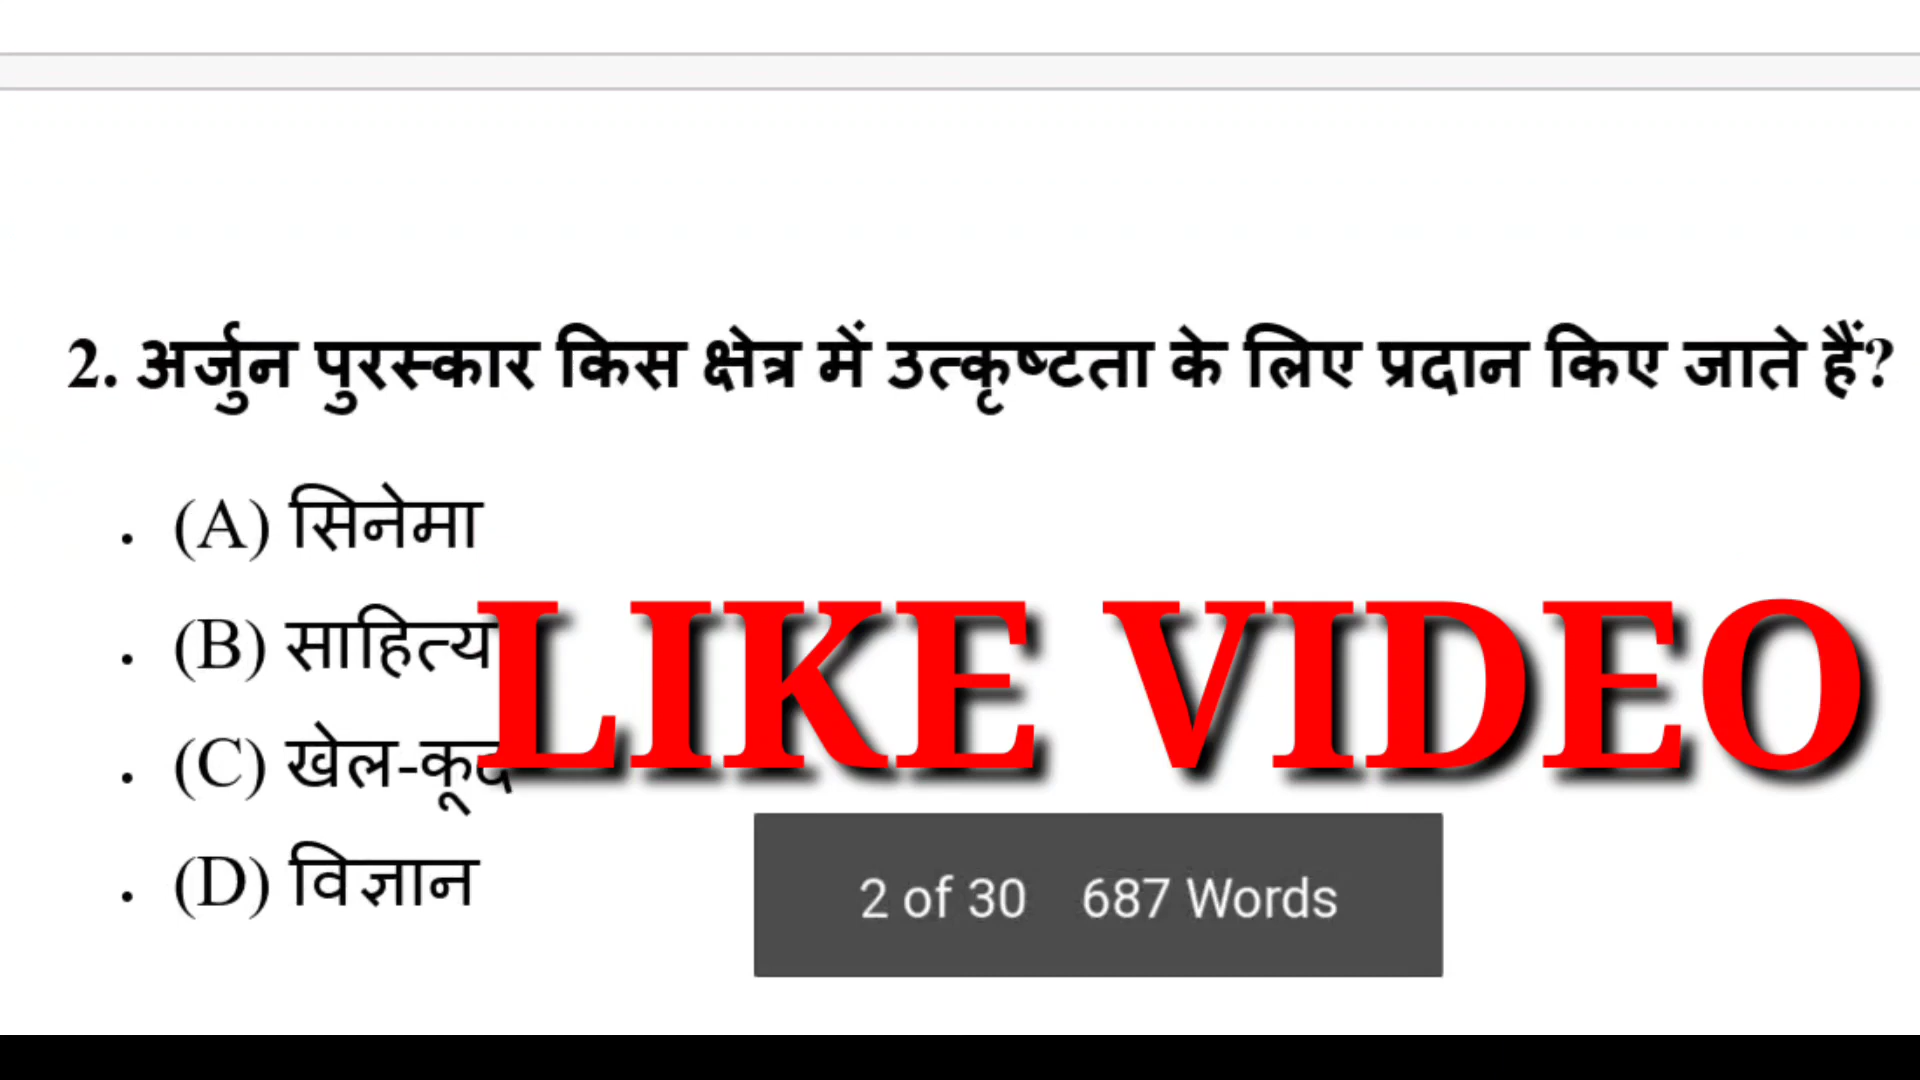 2. अर्जुन पुरस्कार किस क्षेत्र में उत्कृष्टता के लिए प्रदान किए जाते हैं?
. (A) सिनेमा
. (B) साहित्य
. (C) खेल-कूद
. (D) विज्ञान
LIKE VIDEO
2 of 30 687 Words